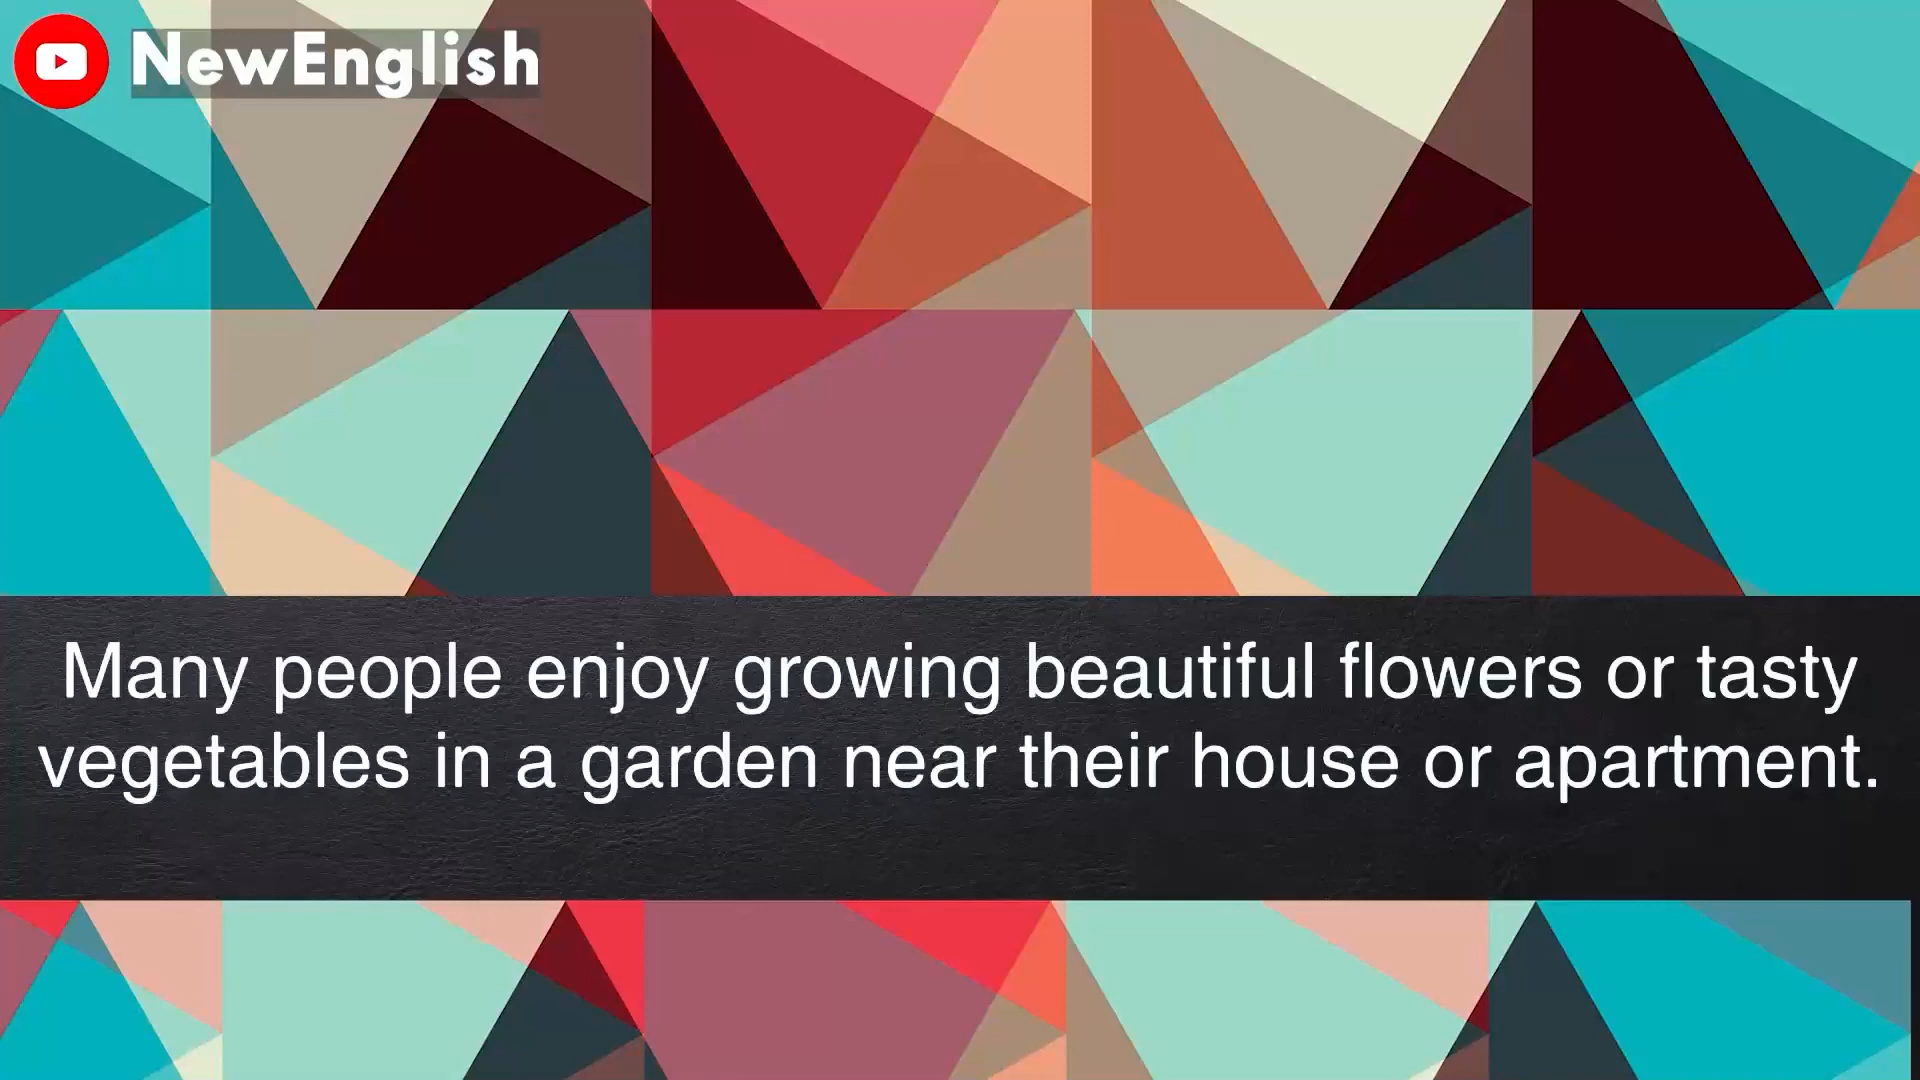 NewEnglish
Many people enjoy growing beautiful flowers or tasty
vegetables in a garden near their house or apartment.